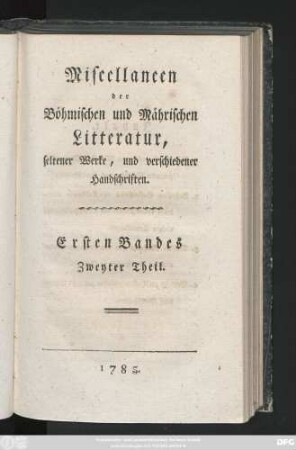 Miscellaneen
der
Böhmischen und Mährischen
Litteratur,
seltener Werke, und verschiedener
Handschriften.
Ersten Bandes
Zweyter Theil.
1785.